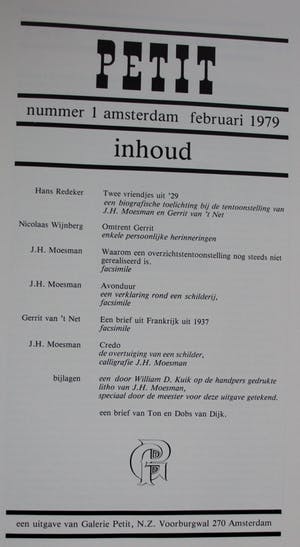 PETIT
nummer 1 amsterdam februari 1979
inhoud
Hans Redeker Twee vriendjes uit '29
een biografische toelichting bij de tentoonstelling van
J.H. Moesman en Gerrit van 't Net
Nicolaas Wijnberg Omtrent Gerrit
enkele persoonlijke herinneringen
J.H. Moesman Waarom een overzichtstentoonstelling nog steeds niet
gerealiseerd is.
facsimile
J.H. Moesman Avonduur
een verklaring rond een schilderij,
facsimile
Gerrit van 't Net Een brief uit Frankrijk uit 1937
facsimile
J.H. Moesman Credo
de overtuiging van een schilder,
calligrafie J.H. Moesman
bijlagen een door William D. Kuik op de handpers gedrukte
litho van J.H. Moesman,
speciaal door de meester voor deze uitgave getekend.
een brief van Ton en Dobs van Dijk.
een uitgave van Galerie Petit, N.Z. Voorburgwal 270 Amsterdam